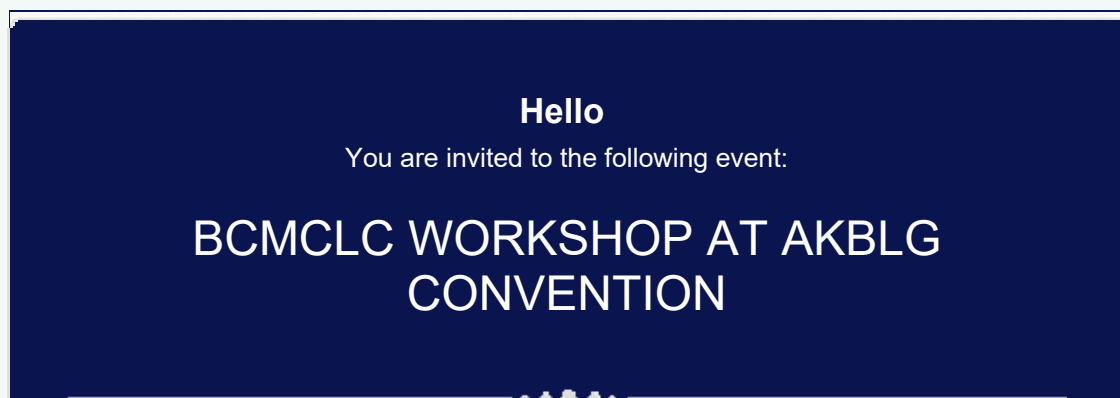 Hello
You are invited to the following event:
BCMCLC WORKSHOP AT AKBLG
CONVENTION